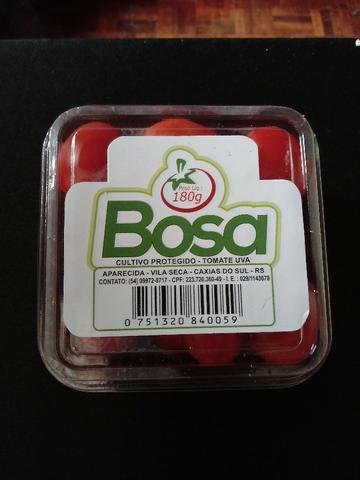 Peso Liq.:
180g
Bosa
CULTIVO PROTEGIDO - TOMATE UVA
APARECIDA - VILA SECA - CAXIAS DO SUL - RS
CONTATO: (54) 99972-8717 - CPF: 223.726.360-49 - I. E.: 029/1143679
0 751320 840059